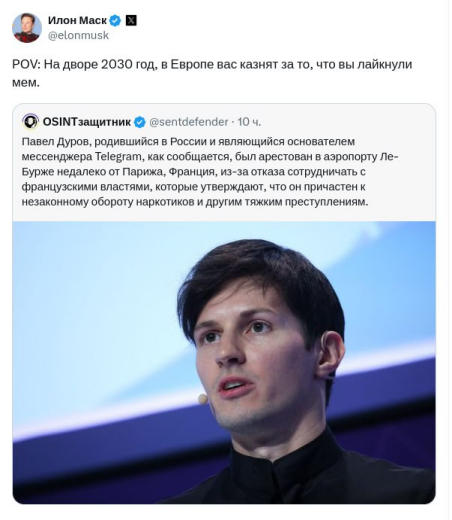 Илон Маск
@elonmusk
POV: На дворе 2030 год, в Европе вас казнят за то, что вы лайкнули
мем.
OSINTзащитник @sentdefender · 10 ч.
Павел Дуров, родившийся в России и являющийся основателем
мессенджера Telegram, как сообщается, был арестован в аэропорту Ле-
Бурже недалеко от Парижа, Франция, из-за отказа сотрудничать с
французскими властями, которые утверждают, что он причастен к
незаконному обороту наркотиков и другим тяжким преступлениям.